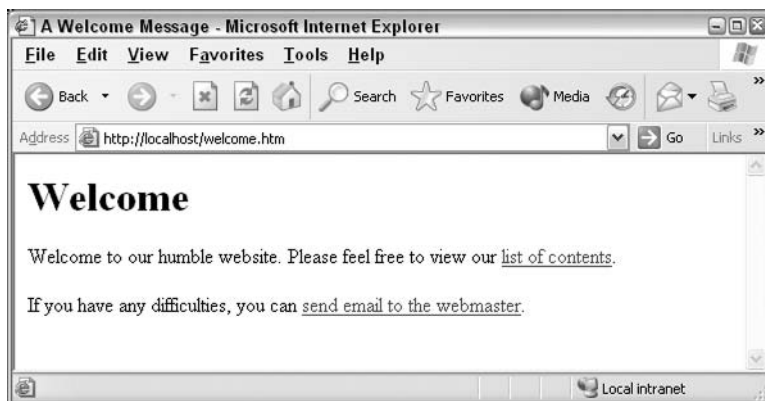 A Welcome Message - Microsoft Internet Explorer
File Edit View Favorites Tools Help
Back Search Favorites Media »
Address http://localhost/welcome.htm Go Links »
Welcome
Welcome to our humble website. Please feel free to view our list of contents.
If you have any difficulties, you can send email to the webmaster.
Local intranet